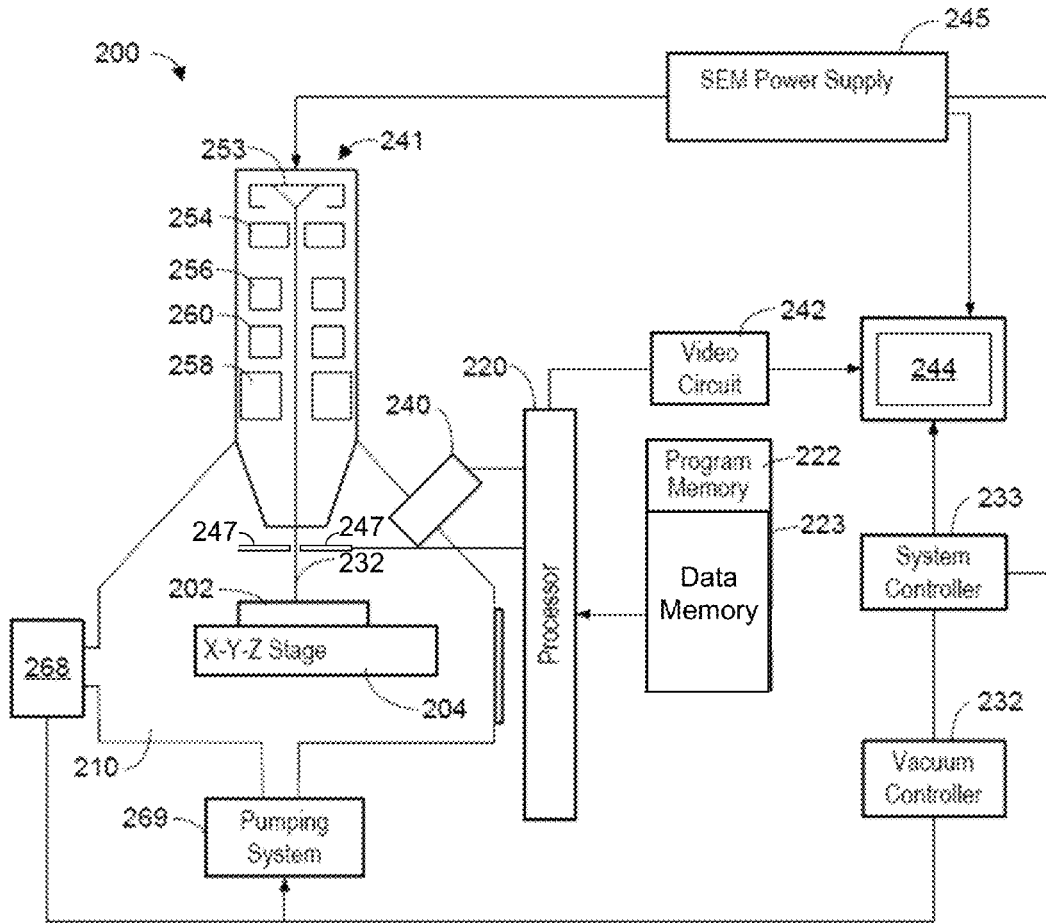 245
200
SEM Power Supply
241
253
254
256
260
258
242
Video
Circuit
244
220
240
Program
Memory
222
223
Data
Memory
233
System
Controller
247
247
232
202
X-Y-Z Stage
204
Processor
268
210
232
Vacuum
Controller
269
Pumping
System